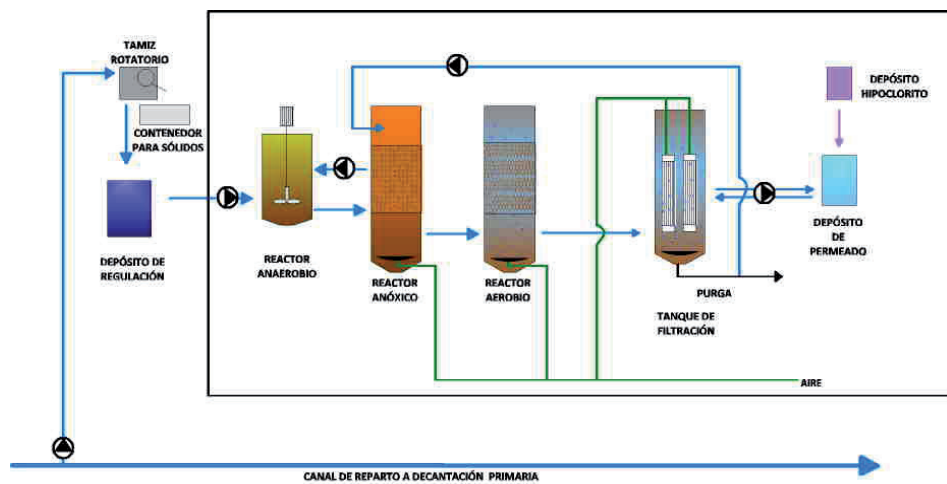 TAMIZ
ROTATORIO
CONTENEDOR
PARA SÓLIDOS
DEPÓSITO DE
REGULACIÓN
REACTOR
ANAEROBIO
REACTOR
ANÓXICO
REACTOR
AEROBIO
TANQUE DE
FILTRACIÓN
PURGA
DEPÓSITO
HIPOCLORITO
DEPÓSITO
DE
PERMEADO
AIRE
CANAL DE REPARTO A DECANTACIÓN PRIMARIA